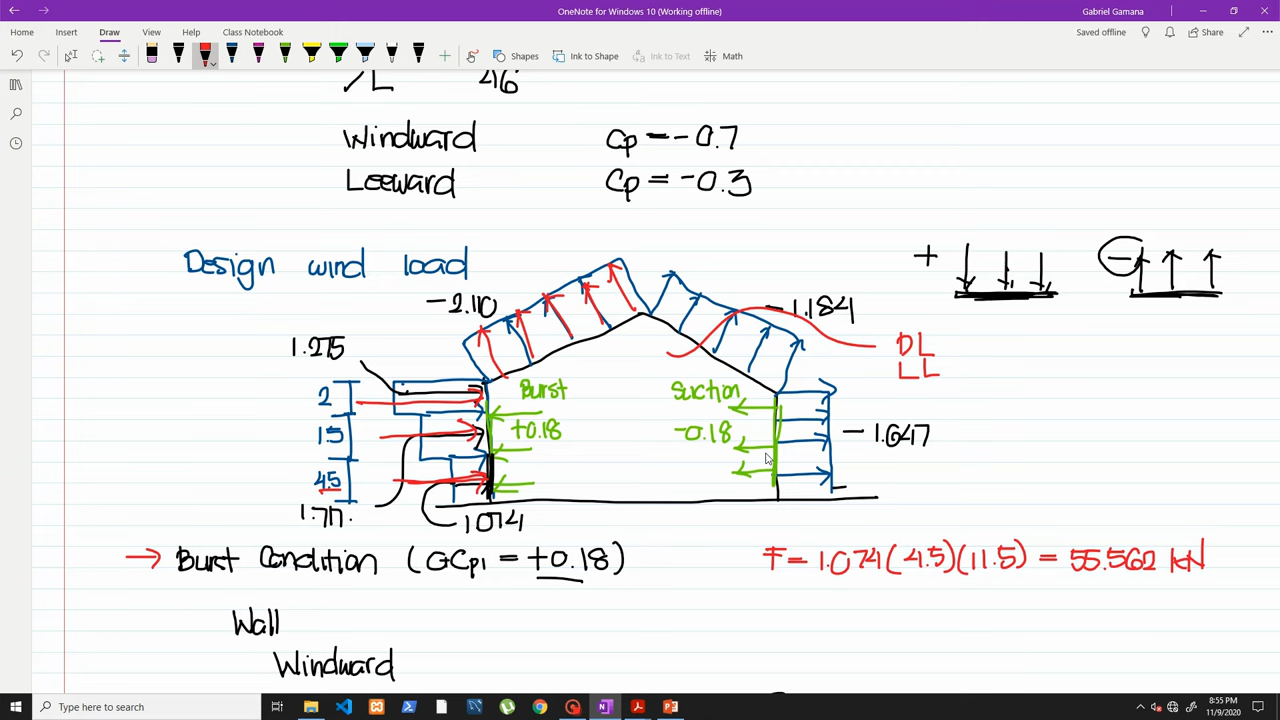 OneNote for Windows 10 (Working offline)
Gabriel Gamana
Home Insert Draw View Help Class Notebook
Saved offline Share
Shapes Ink to Shape Ink to Text Math
/L 46
Windward Cp = -0.7
Leeward Cp = -0.3
+ -
Design wind load
-2.110 -1.184
1.275
DL
LL
2 Burst Suction
1.5 +0.18 -0.18 -1.647
4.5
1.074
Burst Condition (GCpi = +0.18) F = 1.074(4.5)(11.5) = 55.562 kN
Wall
Windward
Type here to search
8:55 PM
11/9/2020